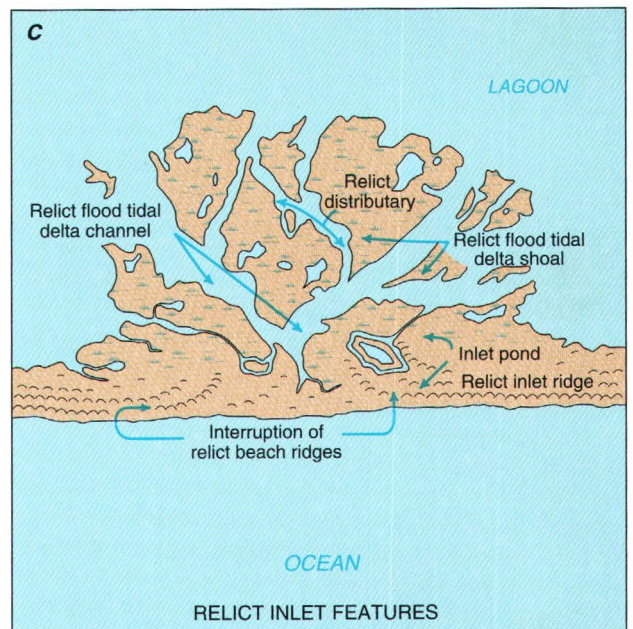 C
LAGOON
Relict
distributary
Relict flood tidal
delta channel
Relict flood tidal
delta shoal
Inlet pond
Relict inlet ridge
Interruption of
relict beach ridges
OCEAN
RELICT INLET FEATURES